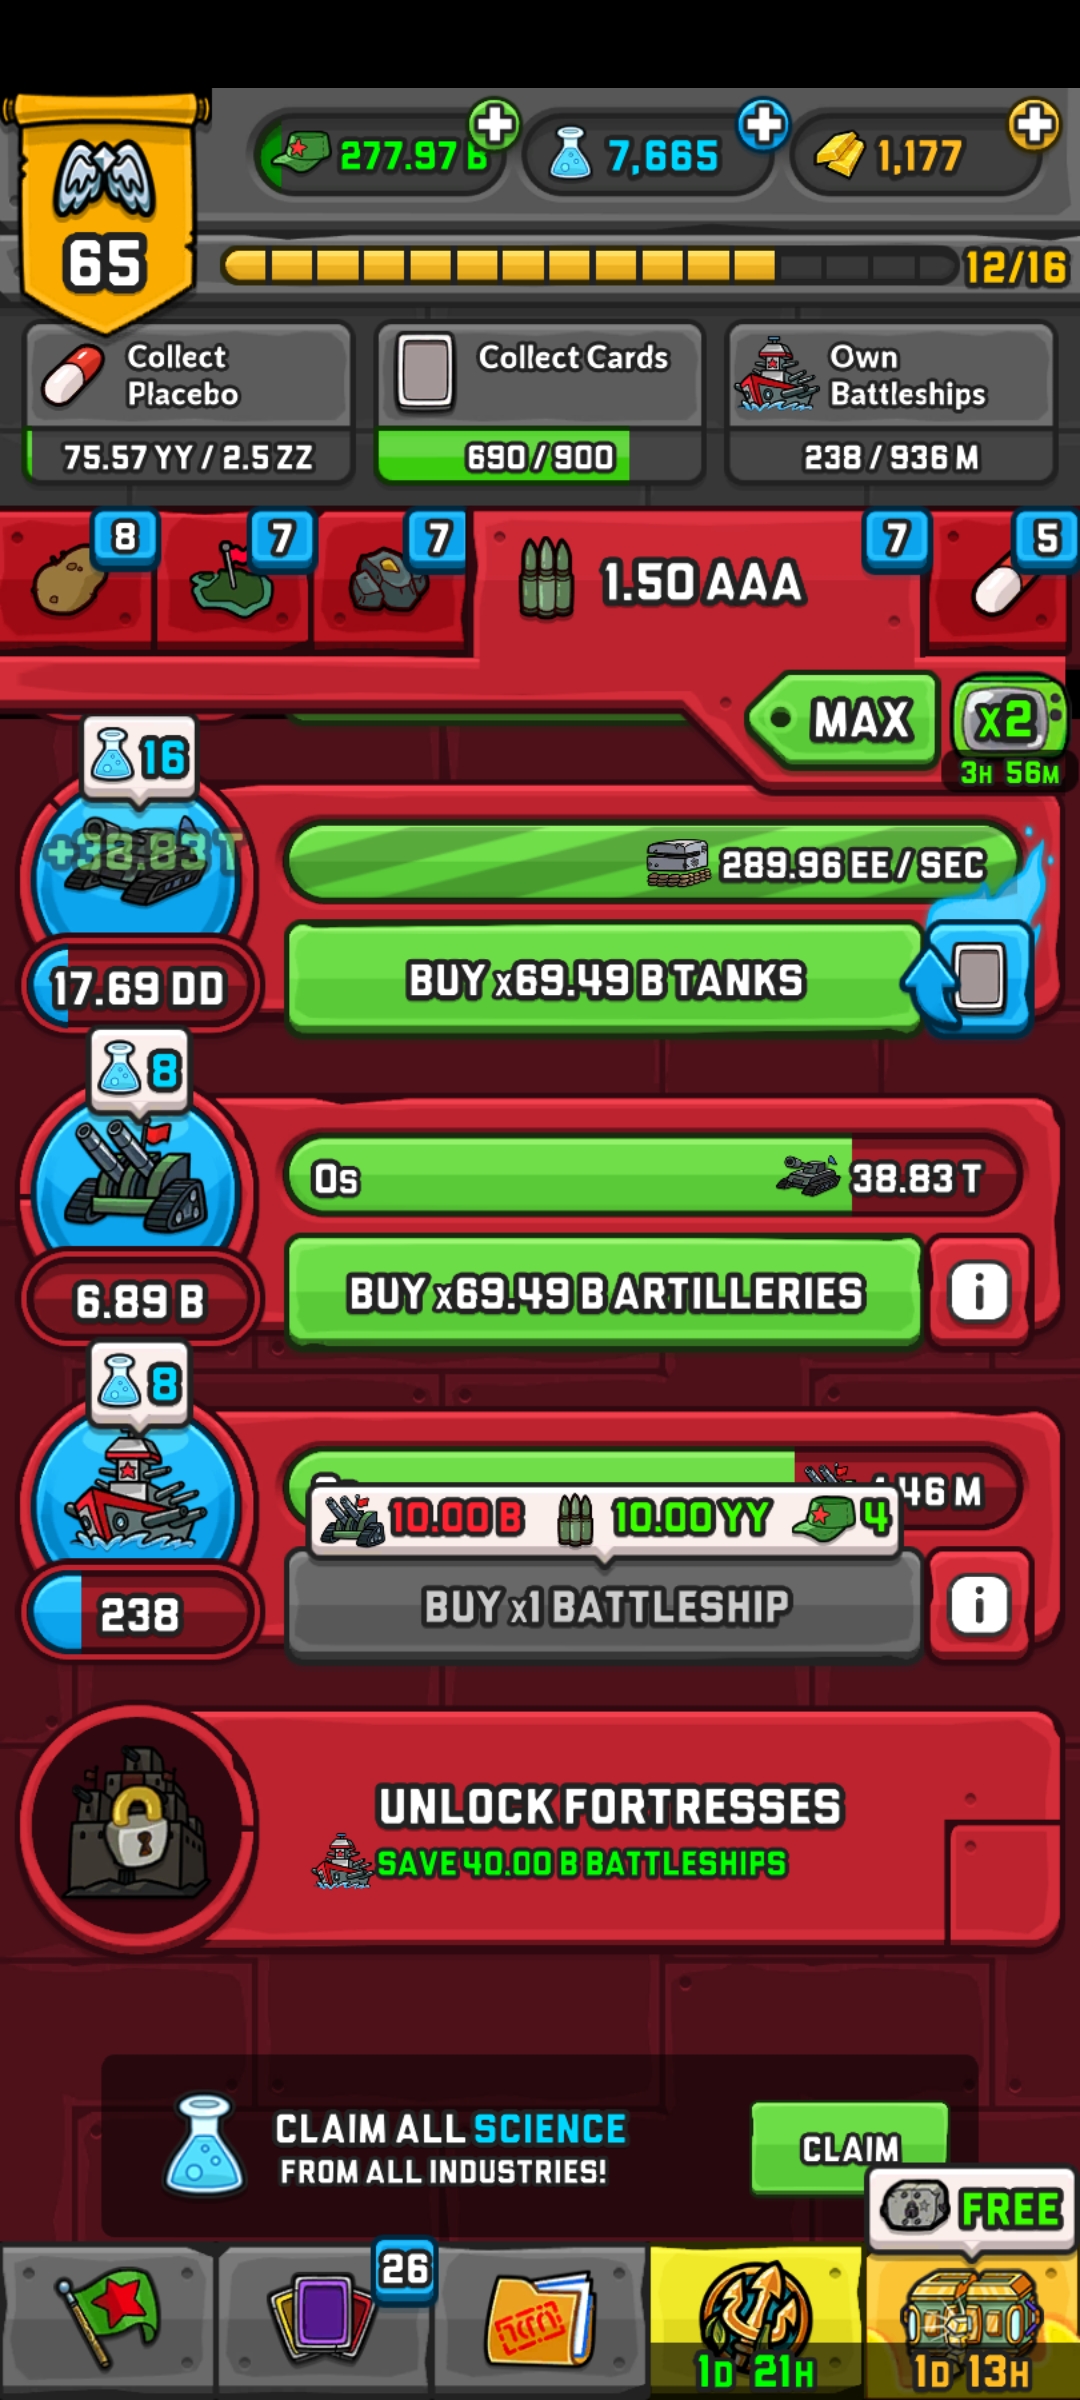 277.97 B
7,665
1,177
65
12/16
Collect
Placebo
75.57 YY / 2.5 ZZ
Collect Cards
690 / 900
Own
Battleships
238 / 936 M
8
7
7
1.50 AAA
7
5
MAX
x2
3H 56M
16
+38.83 T
289.96 EE / SEC
17.69 DD
BUY x69.49 B TANKS
8
0s
38.83 T
6.89 B
BUY x69.49 B ARTILLERIES
i
8
46 M
10.00 B
10.00 YY
4
238
BUY x1 BATTLESHIP
i
UNLOCK FORTRESSES
SAVE 40.00 B BATTLESHIPS
CLAIM ALL SCIENCE
FROM ALL INDUSTRIES!
CLAIM
FREE
26
1D 21H
1D 13H